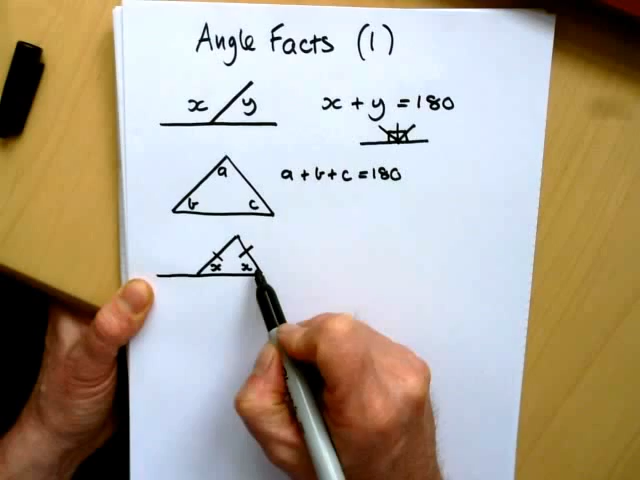 Angle Facts (1)
x y x + y = 180
a b c a + b + c = 180
x x